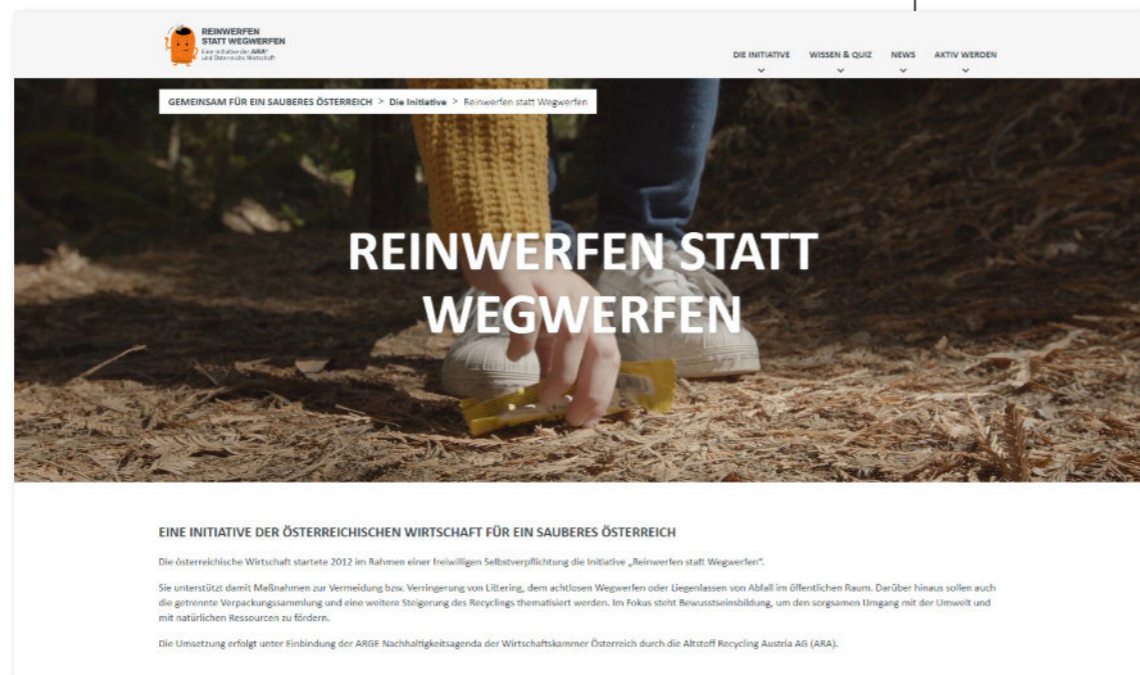 REINWERFEN
STATT WEGWERFEN
Eine Initiative der ARA®
und Österreichs Wirtschaft
DIE INITIATIVE WISSEN & QUIZ NEWS AKTIV WERDEN
GEMEINSAM FÜR EIN SAUBERES ÖSTERREICH > Die Initiative > Reinwerfen statt Wegwerfen
REINWERFEN STATT
WEGWERFEN
EINE INITIATIVE DER ÖSTERREICHISCHEN WIRTSCHAFT FÜR EIN SAUBERES ÖSTERREICH
Die österreichische Wirtschaft startete 2012 im Rahmen einer freiwilligen Selbstverpflichtung die Initiative „Reinwerfen statt Wegwerfen“.
Sie unterstützt damit Maßnahmen zur Vermeidung bzw. Verringerung von Littering, dem achtlosen Wegwerfen oder Liegenlassen von Abfall im öffentlichen Raum. Darüber hinaus sollen auch
die getrennte Verpackungssammlung und eine weitere Steigerung des Recyclings thematisiert werden. Im Fokus steht Bewusstseinsbildung, um den sorgsamen Umgang mit der Umwelt und
mit natürlichen Ressourcen zu fördern.
Die Umsetzung erfolgt unter Einbindung der ARGE Nachhaltigkeitsagenda der Wirtschaftskammer Österreich durch die Altstoff Recycling Austria AG (ARA).